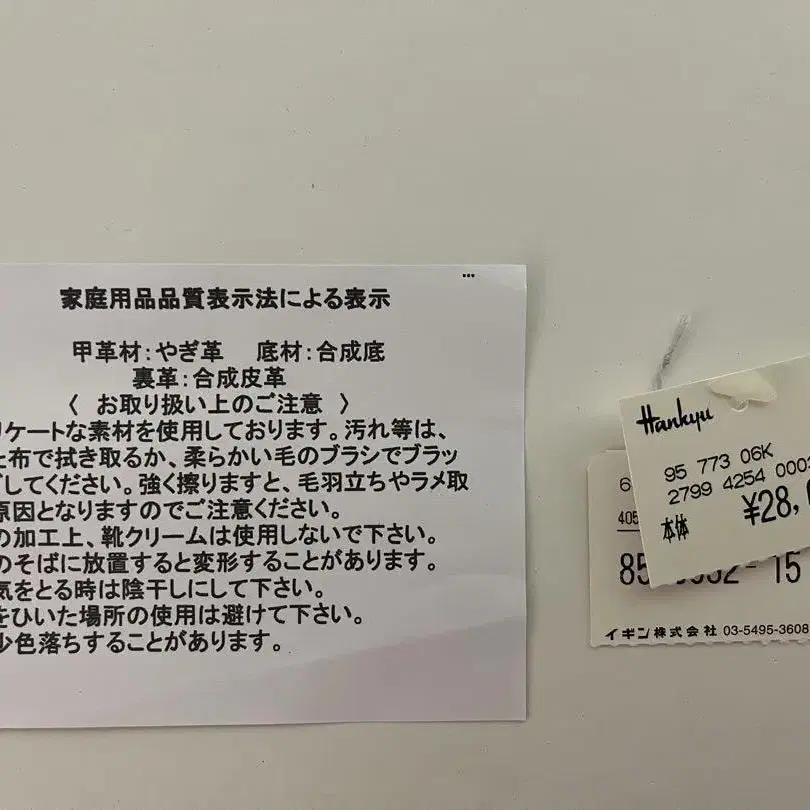 家庭用品品質表示法による表示
甲革材：やぎ革　底材：合成底
裏革：合成皮革
〈 お取り扱い上のご注意 〉
リケートな素材を使用しております。汚れ等は、
布で拭き取るか、柔らかい毛のブラシでブラッ
してください。強く擦りますと、毛羽立ちやラメ取
原因となりますのでご注意ください。
の加工上、靴クリームは使用しないで下さい。
のそばに放置すると変形することがあります。
気をとる時は陰干しにして下さい。
をひいた場所の使用は避けて下さい。
少色落ちすることがあります。
Hankyu
95 773 06K
2799 4254 0003
本体 ¥28,
6
405
85 15
イギン株式会社 03-5495-3608